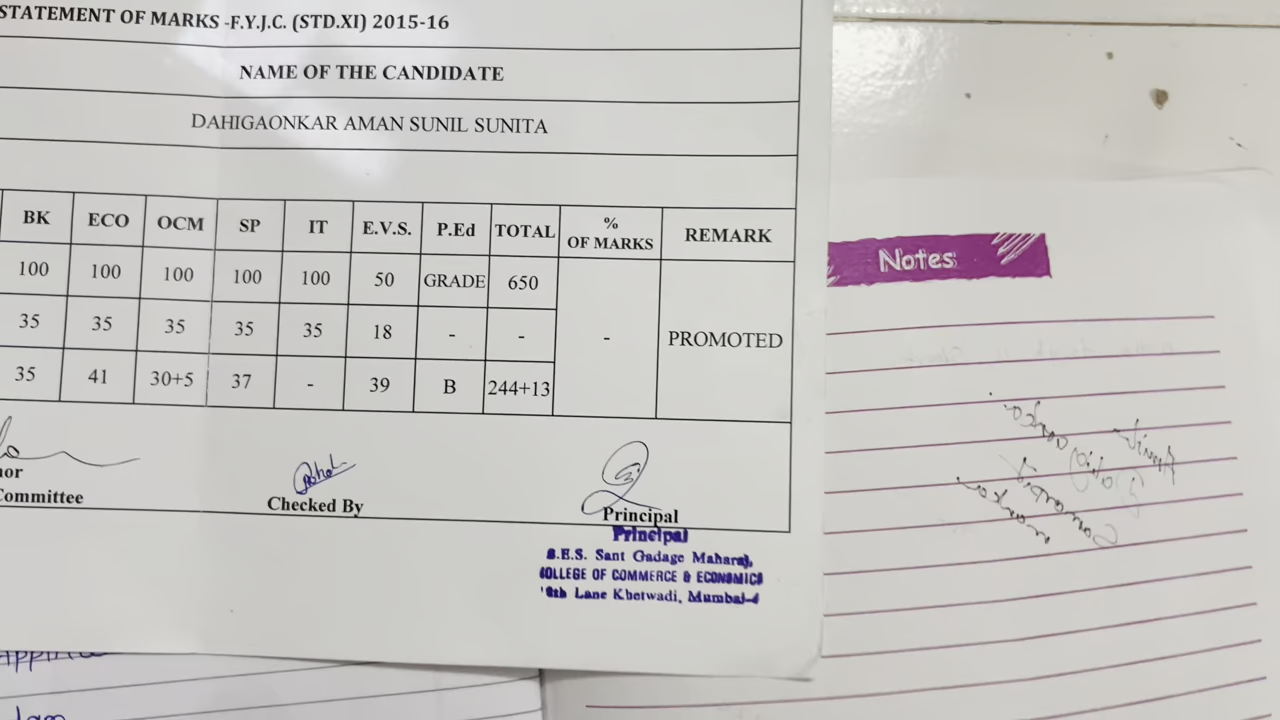 STATEMENT OF MARKS -F.Y.J.C. (STD.XI) 2015-16
NAME OF THE CANDIDATE
DAHIGAONKAR AMAN SUNIL SUNITA
BK ECO OCM SP IT E.V.S. P.Ed TOTAL % OF MARKS REMARK
100 100 100 100 100 50 GRADE 650
35 35 35 35 35 18 - - - PROMOTED
35 41 30+5 37 - 39 B 244+13
Checked By
Principal
Committee
Principal
S.E.S. Sant Gadage Maharaj,
COLLEGE OF COMMERCE & ECONOMICS
Lane Khetwadi, Mumbai-4
Notes